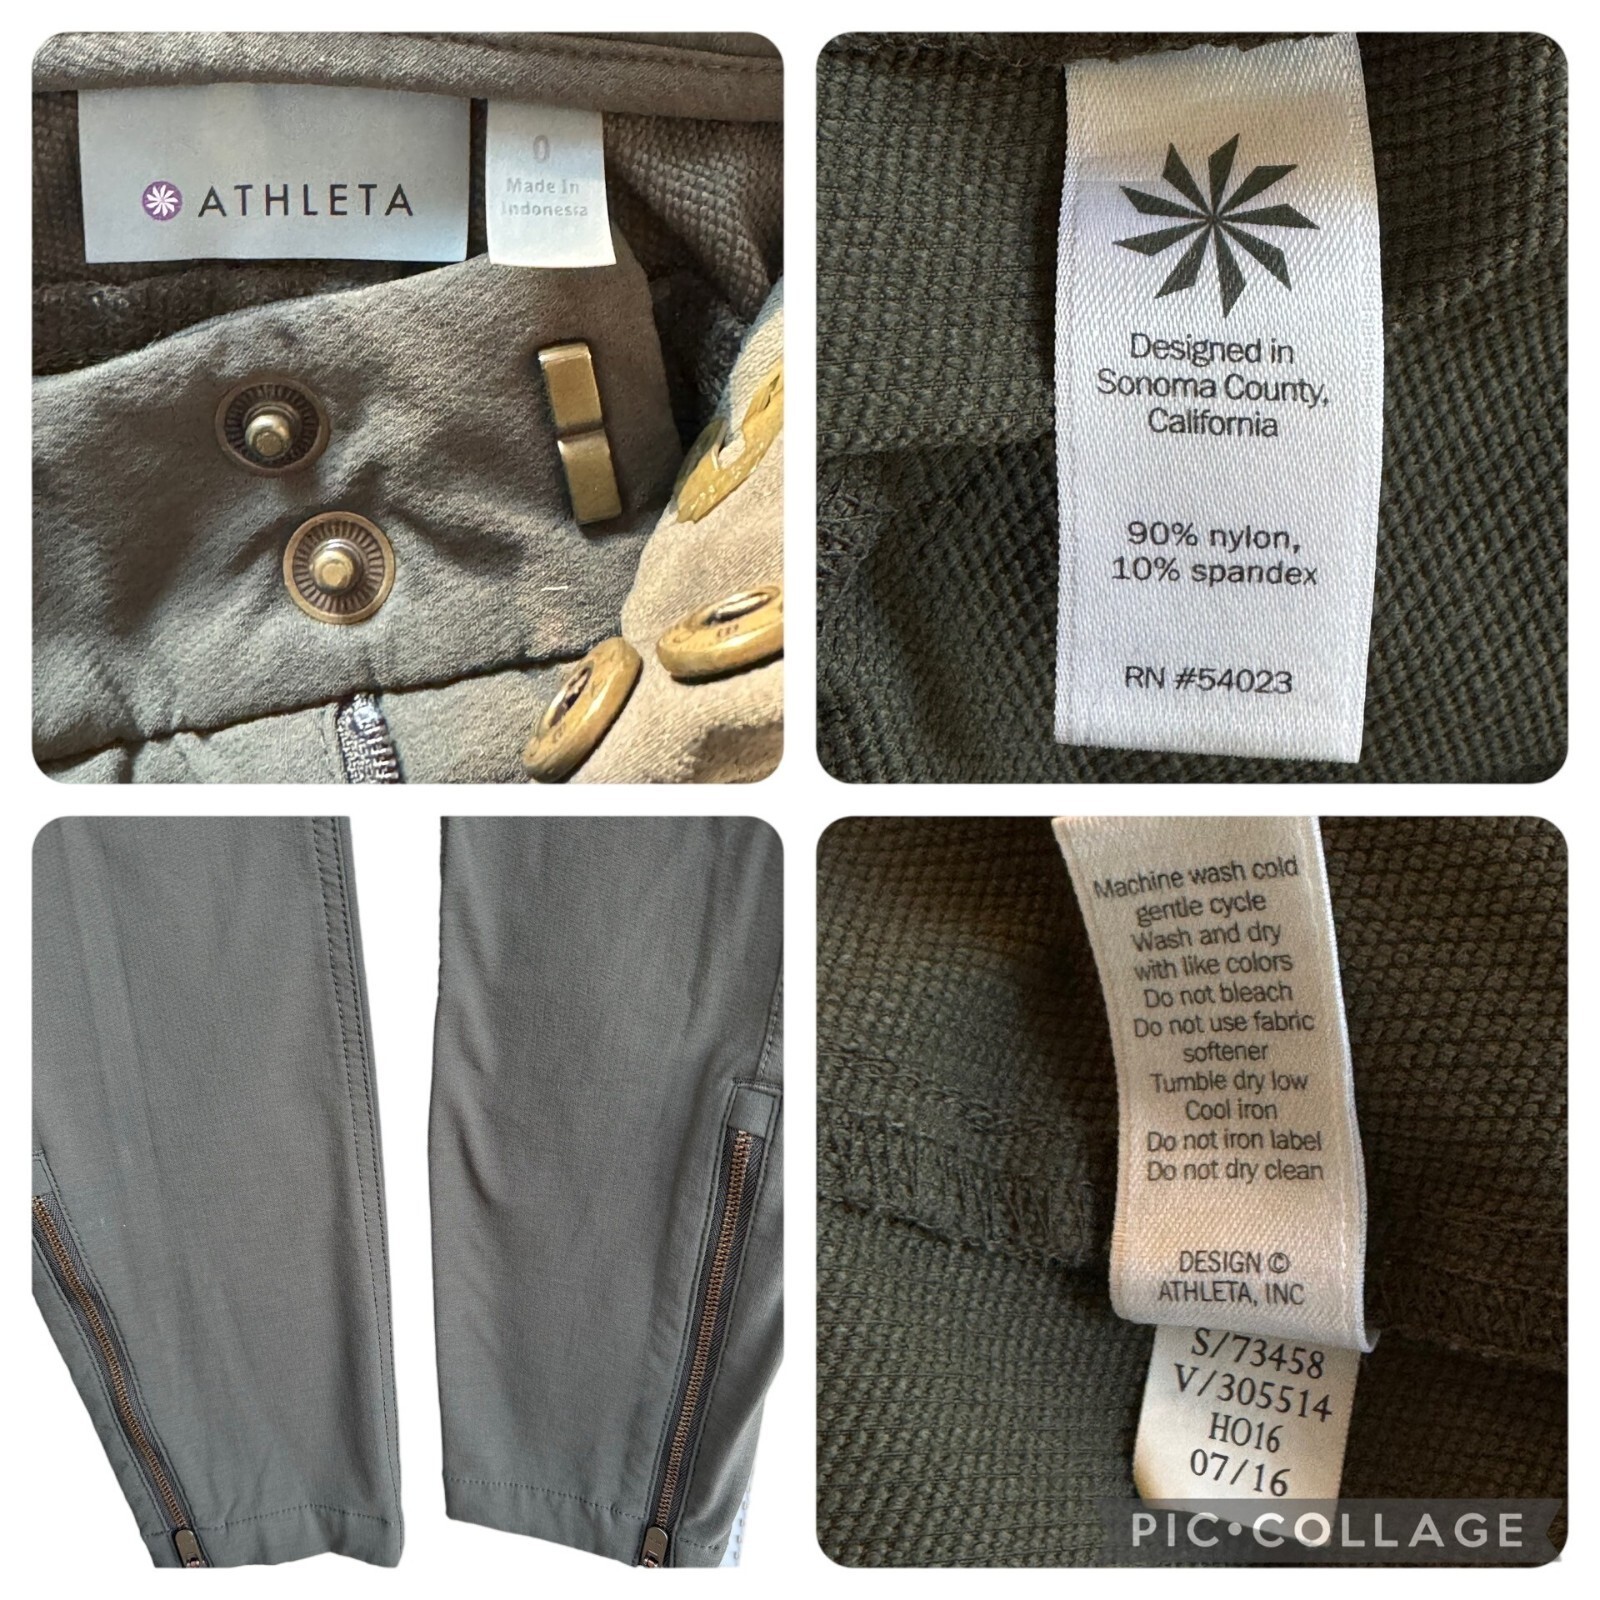 ATHLETA
0
Made In
Indonesia
Designed in
Sonoma County,
California
90% nylon,
10% spandex
RN #54023
Machine wash cold
gentle cycle
Wash and dry
with like colors
Do not bleach
Do not use fabric
softener
Tumble dry low
Cool iron
Do not iron label
Do not dry clean
DESIGN ©
ATHLETA, INC
S/73458
V/305514
HO16
07/16
PIC•COLLAGE